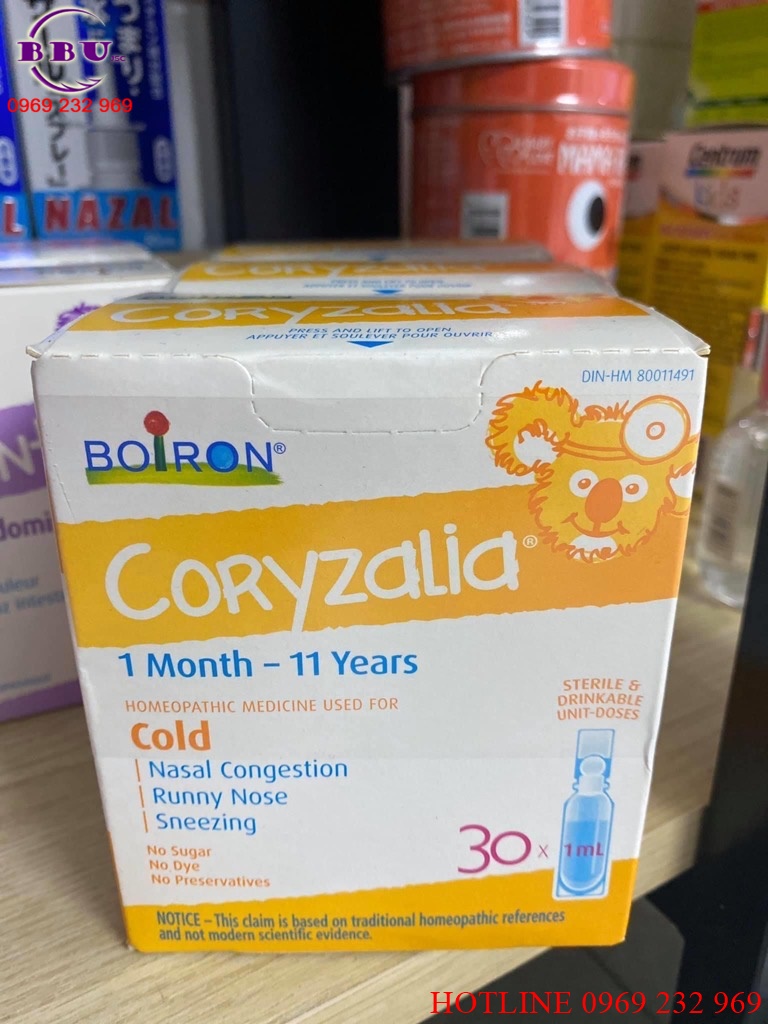 BBU JSC
0969 232 969
NAZAL
Centrum
Coryzalia
PRESS AND LIFT TO OPEN
APPUYER ET SOULEVER POUR OUVRIR
DIN-HM 80011491
BOIRON®
Coryzalia®
1 Month – 11 Years
HOMEOPATHIC MEDICINE USED FOR
Cold
Nasal Congestion
Runny Nose
Sneezing
No Sugar
No Dye
No Preservatives
STERILE &
DRINKABLE
UNIT-DOSES
30 x 1 mL
NOTICE – This claim is based on traditional homeopathic references
and not modern scientific evidence.
HOTLINE 0969 232 969